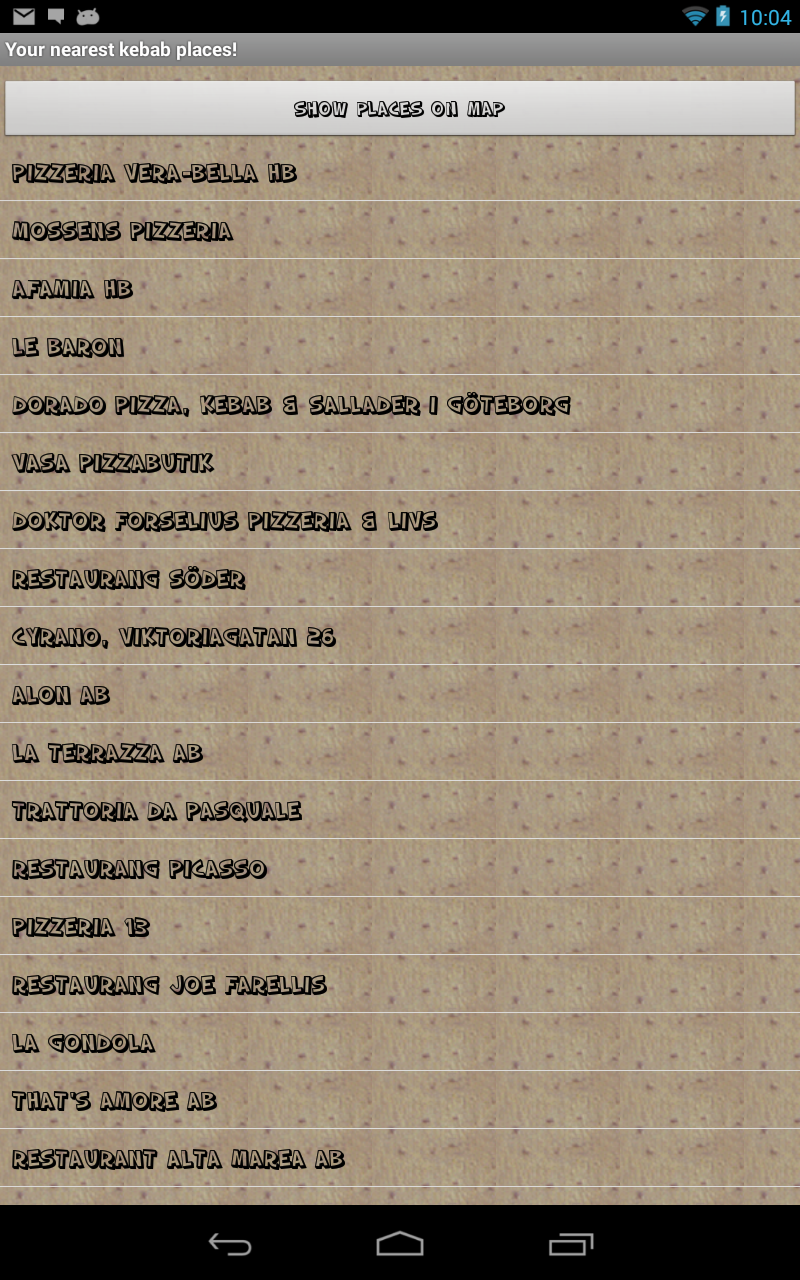 10:04
Your nearest kebab places!
SHOW PLACES ON MAP
PIZZERIA VERA-BELLA HB
MOSSENS PIZZERIA
AFAMIA HB
LE BARON
DORADO PIZZA, KEBAB & SALLADER I GÖTEBORG
VASA PIZZABUTIK
DOKTOR FORSELIUS PIZZERIA & LIVS
RESTAURANG SÖDER
CYRANO, VIKTORIAGATAN 26
ALON AB
LA TERRAZZA AB
TRATTORIA DA PASQUALE
RESTAURANG PICASSO
PIZZERIA 13
RESTAURANG JOE FARELLIS
LA GONDOLA
THAT'S AMORE AB
RESTAURANT ALTA MAREA AB